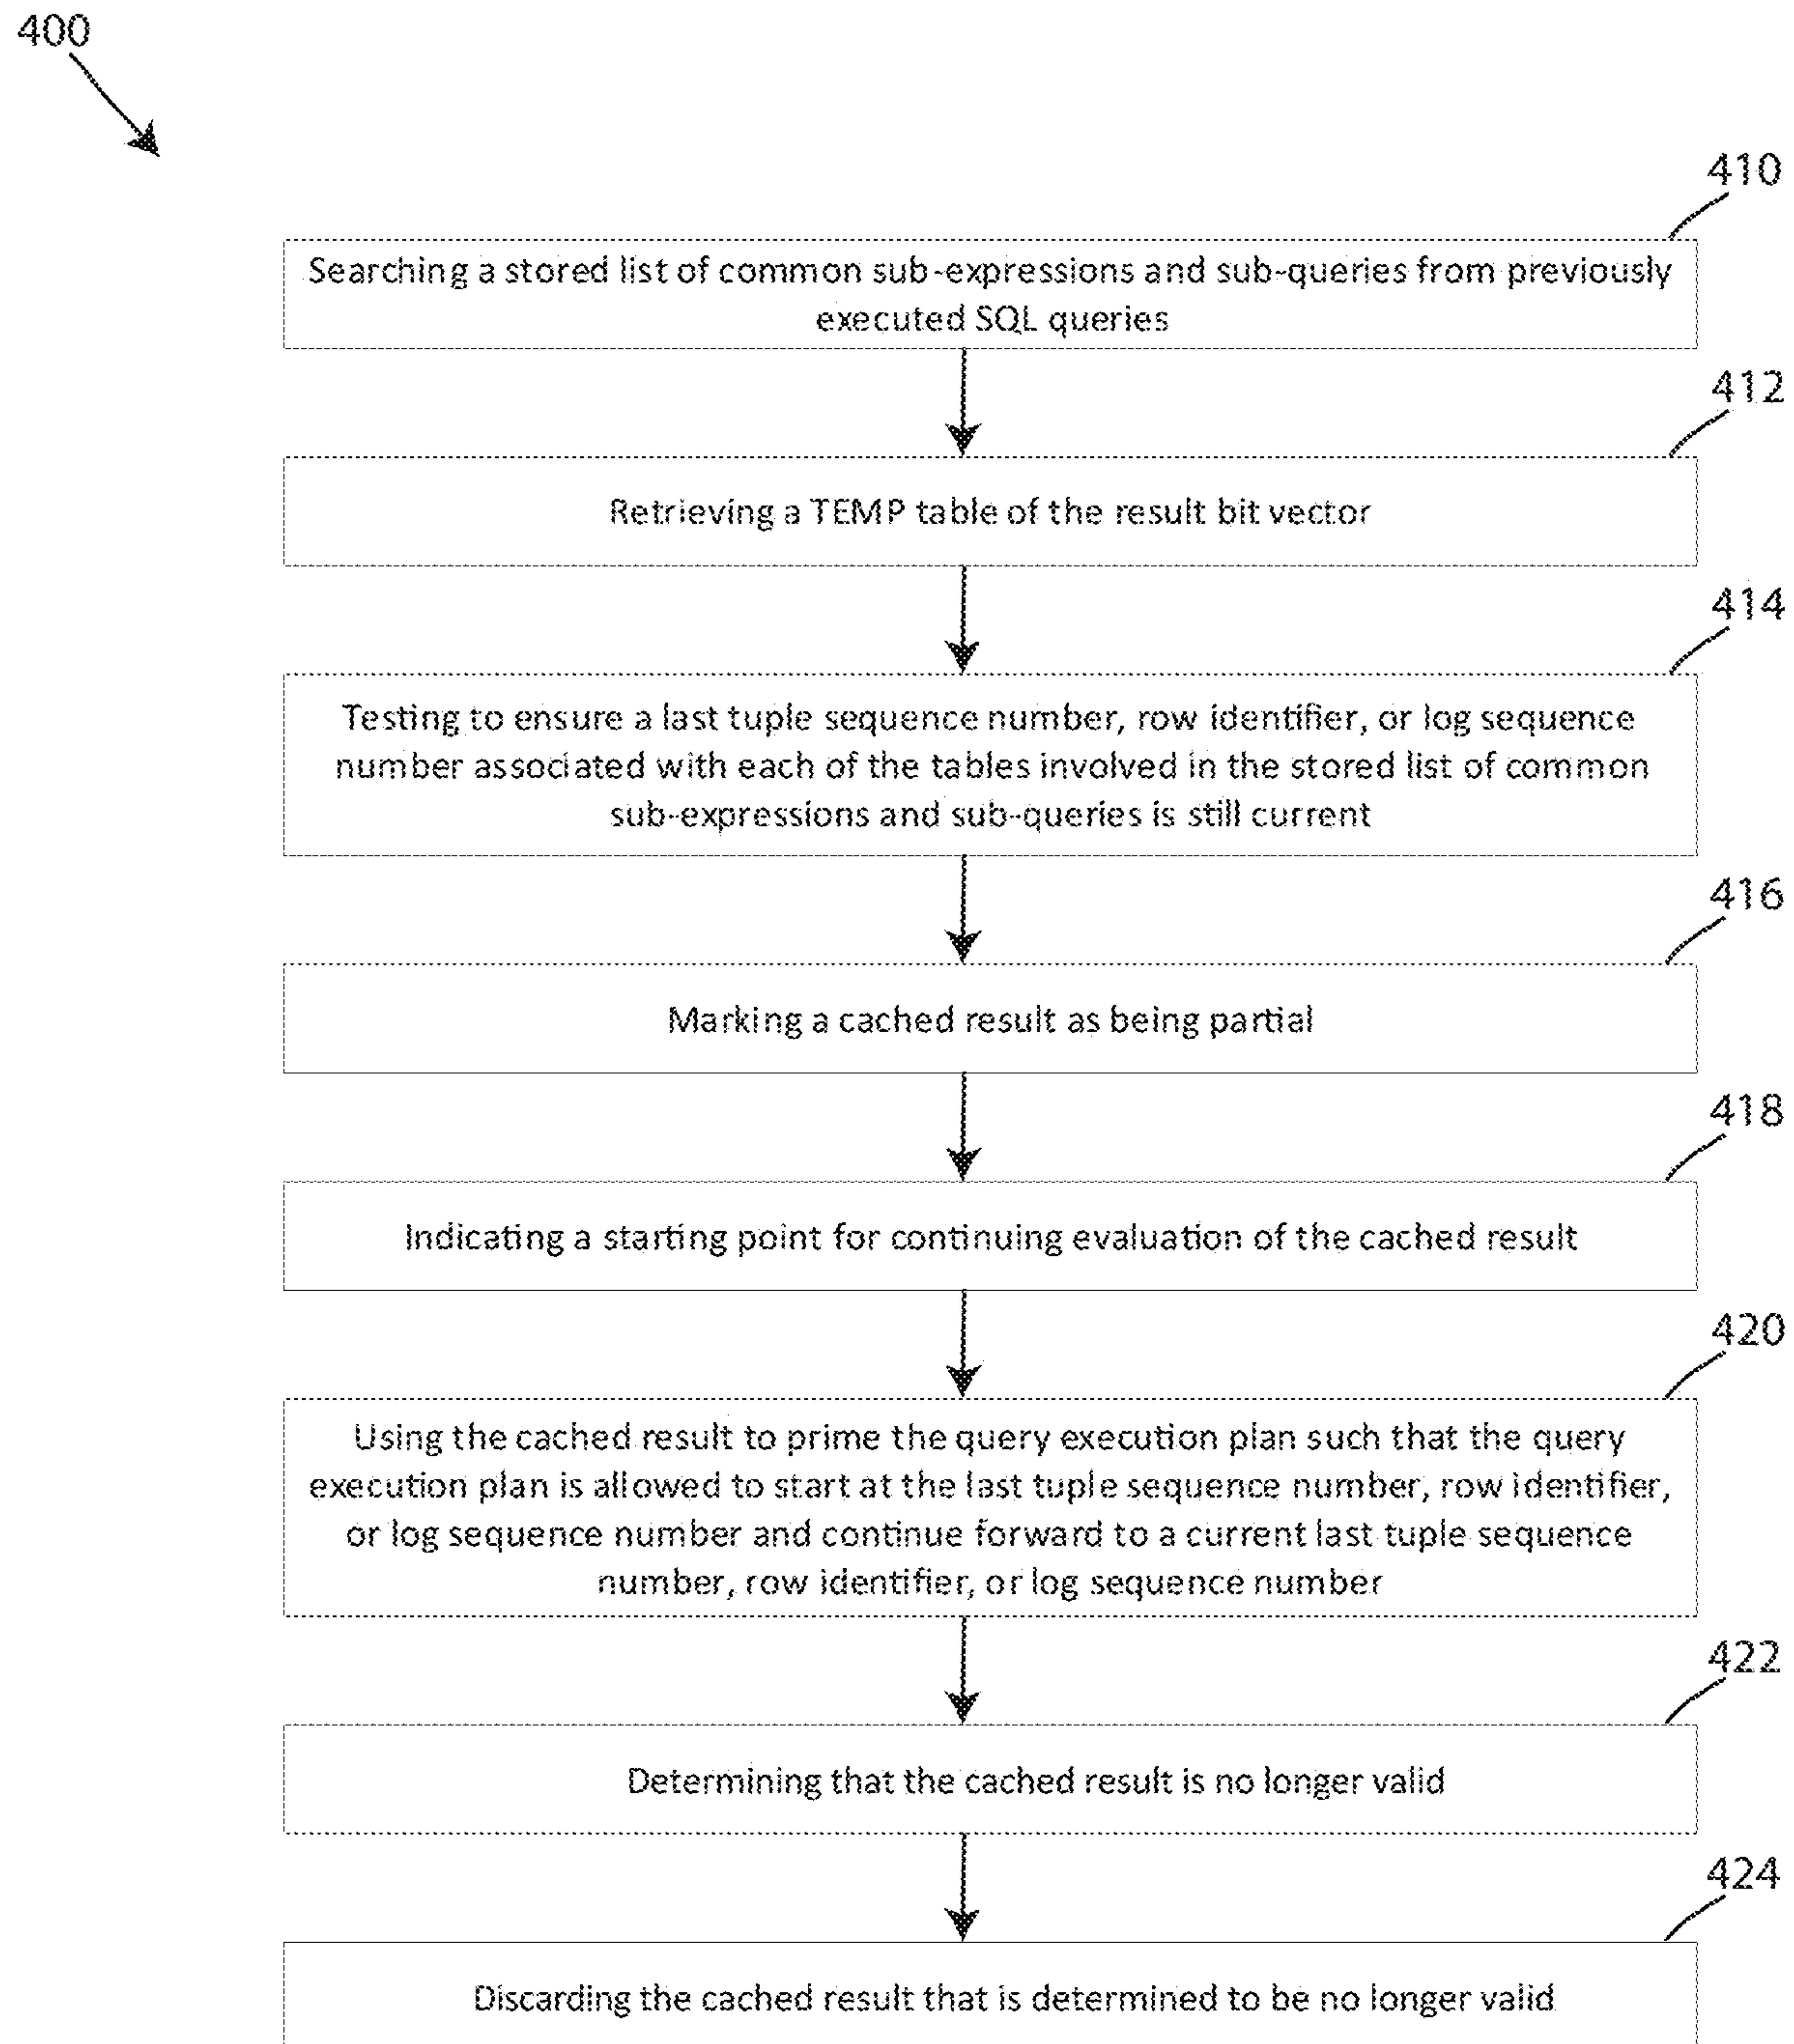 400
410
Searching a stored list of common sub-expressions and sub-queries from previously
executed SQL queries
412
Retrieving a TEMP table of the result bit vector
414
Testing to ensure a last tuple sequence number, row identifier, or log sequence
number associated with each of the tables involved in the stored list of common
sub-expressions and sub-queries is still current
416
Marking a cached result as being partial
418
Indicating a starting point for continuing evaluation of the cached result
420
Using the cached result to prime the query execution plan such that the query
execution plan is allowed to start at the last tuple sequence number, row identifier,
or log sequence number and continue forward to a current last tuple sequence
number, row identifier, or log sequence number
422
Determining that the cached result is no longer valid
424
Discarding the cached result that is determined to be no longer valid